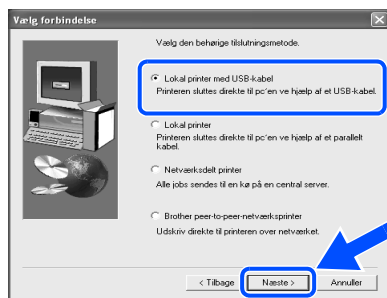 Vælg forbindelse
Vælg den behørige tilslutningsmetode.
Lokal printer med USB-kabel
Printeren sluttes direkte til pc'en ve hjælp af et USB-kabel.
Lokal printer
Printeren sluttes direkte til pc'en ve hjælp af et parallelt
kabel.
Netværksdelt printer
Alle jobs sendes til en kø på en central server.
Brother peer-to-peer-netværksprinter
Udskriv direkte til printeren over netværket.
< Tilbage Næste > Annuller